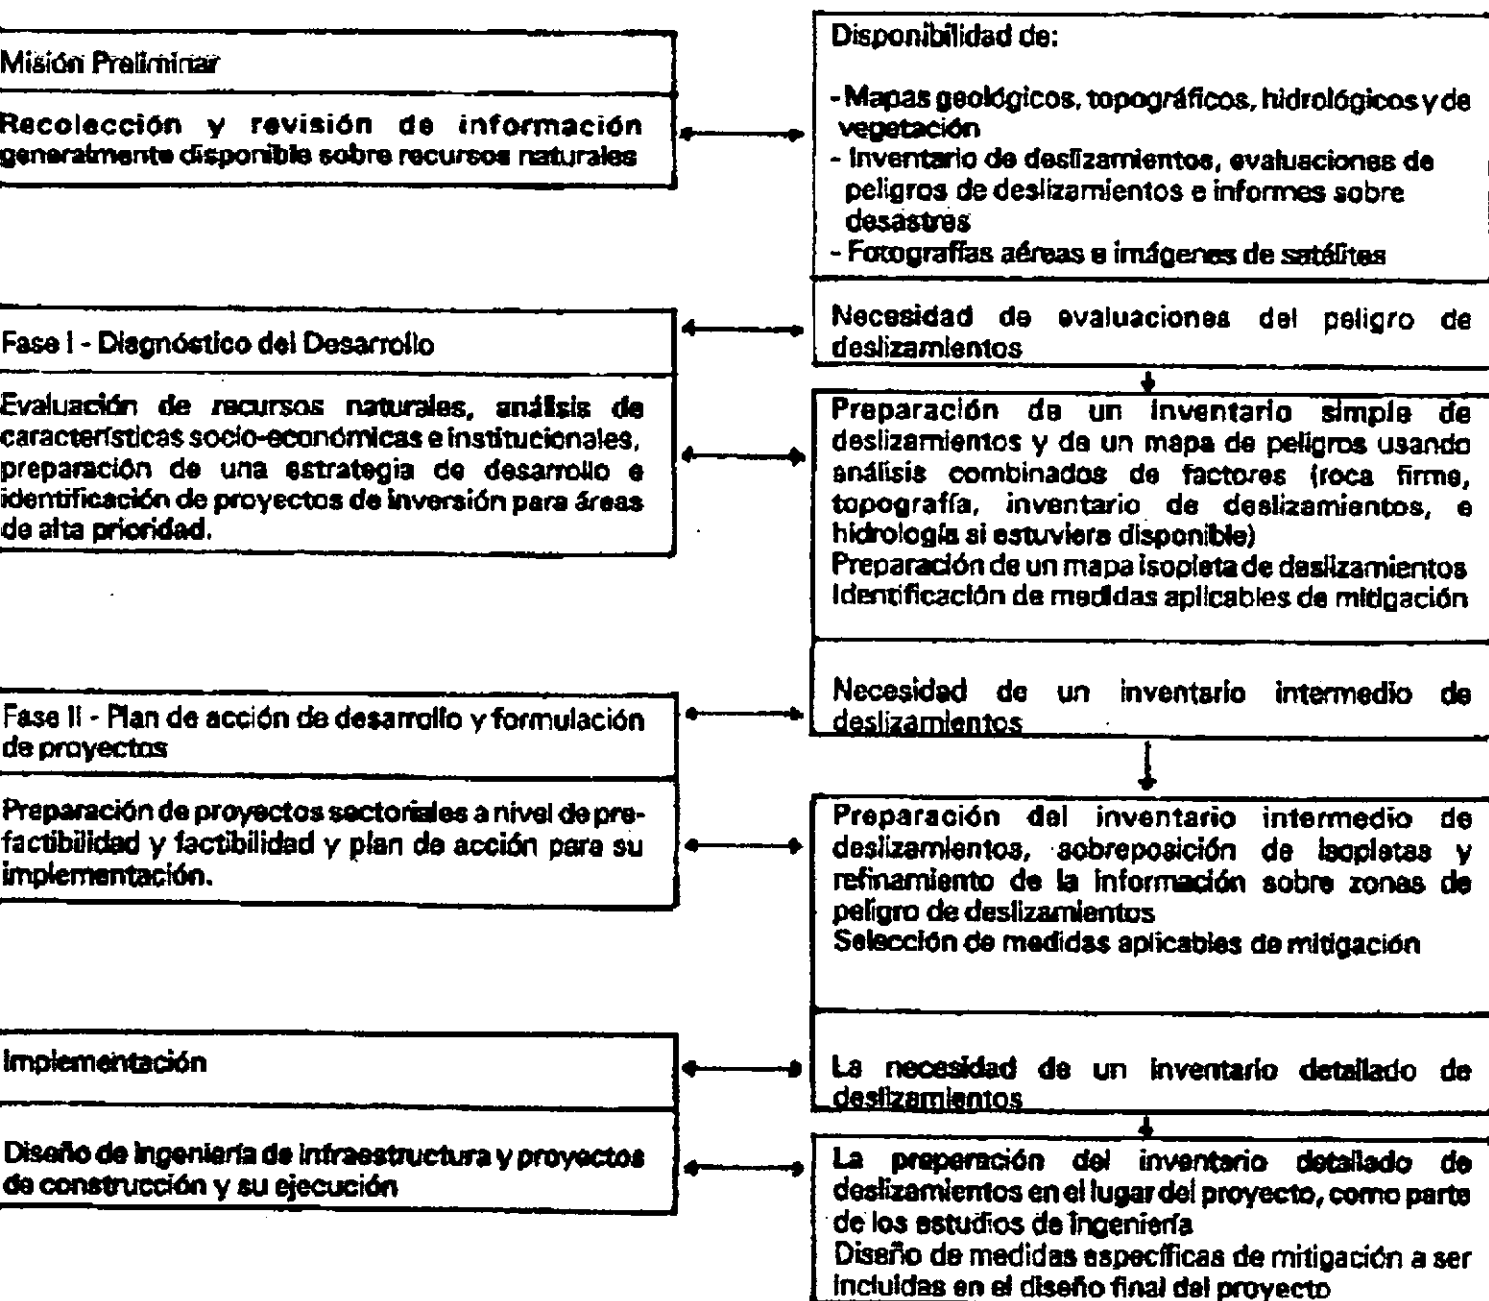 Misión Preliminar
Recolección y revisión de información
generalmente disponible sobre recursos naturales
Disponibilidad de:
- Mapas geológicos, topográficos, hidrológicos y de
vegetación
- Inventario de deslizamientos, evaluaciones de
peligros de deslizamientos e informes sobre
desastres
- Fotografías aéreas e imágenes de satélites
Fase I - Diagnóstico del Desarrollo
Evaluación de recursos naturales, análisis de
características socio-económicas e institucionales,
preparación de una estrategia de desarrollo e
identificación de proyectos de inversión para áreas
de alta prioridad.
Necesidad de evaluaciones del peligro de
deslizamientos
Preparación de un inventario simple de
deslizamientos y de un mapa de peligros usando
análisis combinados de factores (roca firme,
topografía, inventario de deslizamientos, e
hidrología si estuviera disponible)
Preparación de un mapa isopleta de deslizamientos
Identificación de medidas aplicables de mitigación
Fase II - Plan de acción de desarrollo y formulación
de proyectos
Preparación de proyectos sectoriales a nivel de pre-
factibilidad y factibilidad y plan de acción para su
implementación.
Necesidad de un inventario intermedio de
deslizamientos
Preparación del inventario intermedio de
deslizamientos, sobreposición de isopletas y
refinamiento de la información sobre zonas de
peligro de deslizamientos
Selección de medidas aplicables de mitigación
Implementación
Diseño de ingeniería de infraestructura y proyectos
de construcción y su ejecución
La necesidad de un inventario detallado de
deslizamientos
La preparación del inventario detallado de
deslizamientos en el lugar del proyecto, como parte
de los estudios de ingeniería
Diseño de medidas específicas de mitigación a ser
incluidas en el diseño final del proyecto